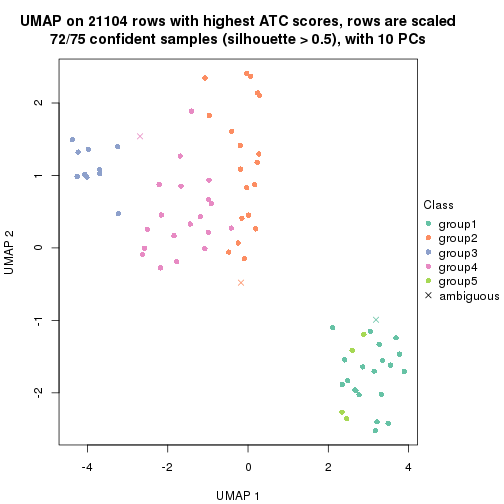 UMAP on 21104 rows with highest ATC scores, rows are scaled
72/75 confident samples (silhouette > 0.5), with 10 PCs
2
1
0
-1
-2
UMAP 2
-4
-2
0
2
4
UMAP 1
Class
group1
group2
group3
group4
group5
ambiguous